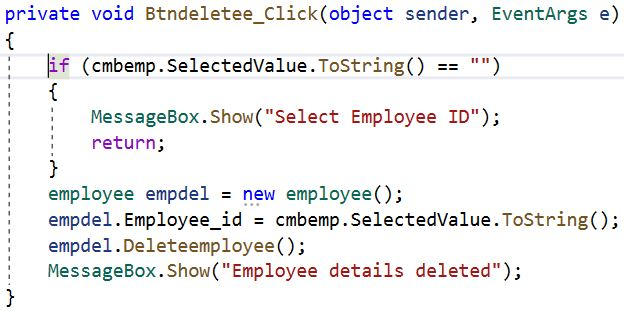 private void Btndeletee_Click(object sender, EventArgs e)
{
    if (cmbemp.SelectedValue.ToString() == "")
    {
        MessageBox.Show("Select Employee ID");
        return;
    }
    employee empdel = new employee();
    empdel.Employee_id = cmbemp.SelectedValue.ToString();
    empdel.Deleteemployee();
    MessageBox.Show("Employee details deleted");
}